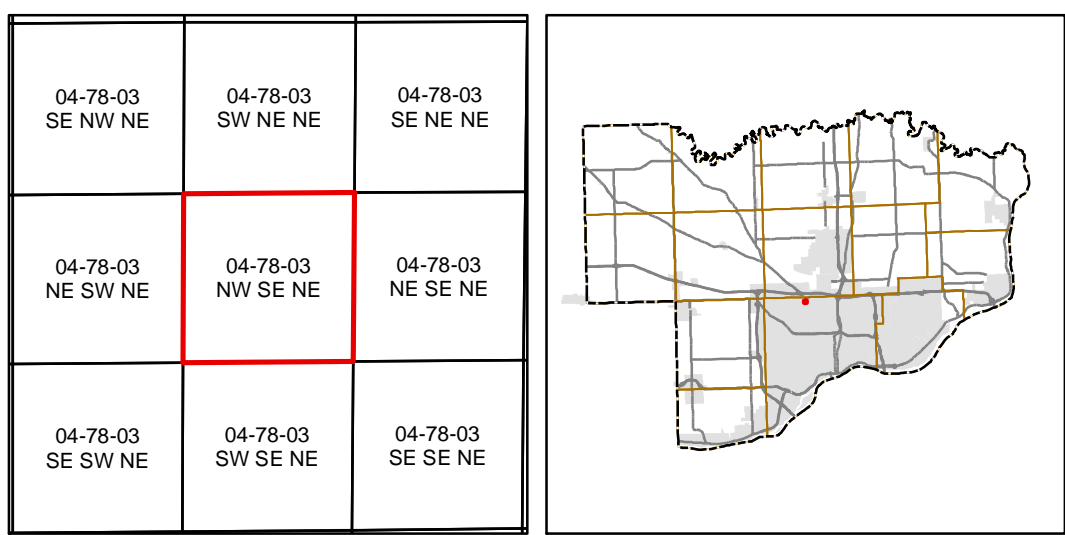 04-78-03
SE NW NE
04-78-03
SW NE NE
04-78-03
SE NE NE
04-78-03
NE SW NE
04-78-03
NW SE NE
04-78-03
NE SE NE
04-78-03
SE SW NE
04-78-03
SW SE NE
04-78-03
SE SE NE